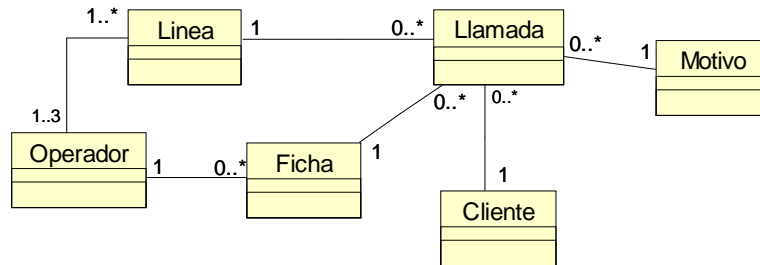 1..*
Linea
1
0..*
Llamada
0..*
1
Motivo
0..*
0..*
1..3
Operador
1
0..*
Ficha
1
1
Cliente